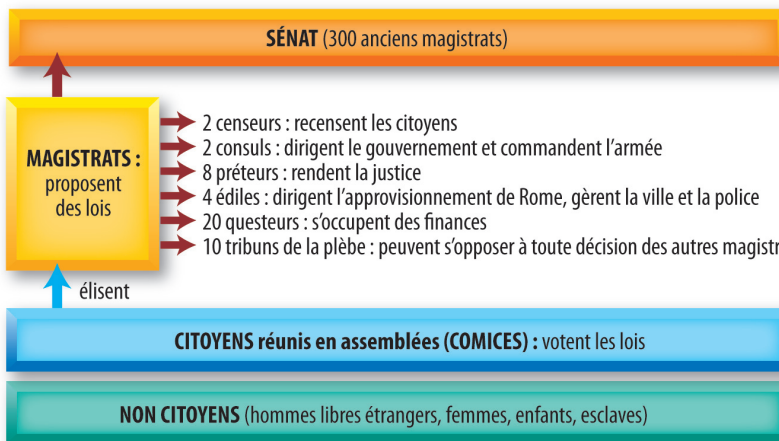 SÉNAT (300 anciens magistrats)
MAGISTRATS :
proposent
des lois
2 censeurs : recensent les citoyens
2 consuls : dirigent le gouvernement et commandent l'armée
8 préteurs : rendent la justice
4 édiles : dirigent l'approvisionnement de Rome, gèrent la ville et la police
20 questeurs : s'occupent des finances
10 tribuns de la plèbe : peuvent s'opposer à toute décision des autres magistr
élisent
CITOYENS réunis en assemblées (COMICES) : votent les lois
NON CITOYENS (hommes libres étrangers, femmes, enfants, esclaves)